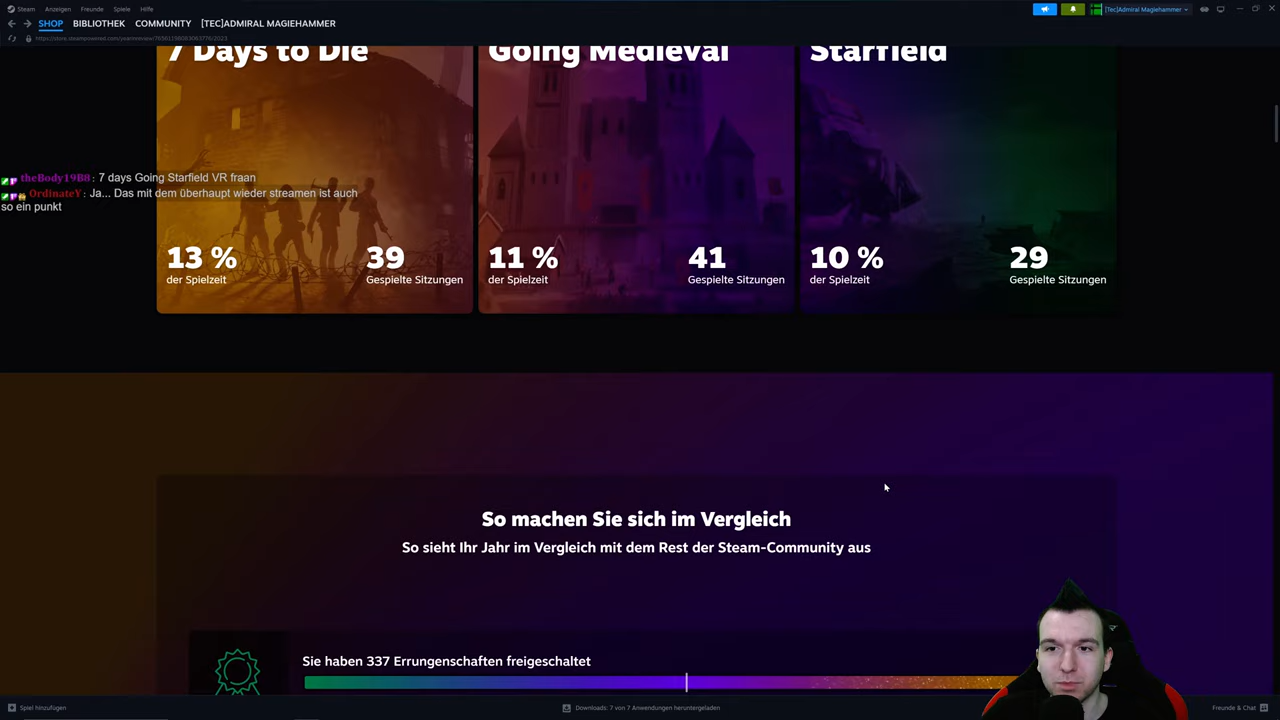 Steam Anzeigen Freunde Spiele Hilfe
[Tec]Admiral Magiehammer
SHOP BIBLIOTHEK COMMUNITY [TEC]ADMIRAL MAGIEHAMMER
7 Days to Die
Going Medieval
Starfield
theBody19B8: 7 days Going Starfield VR fraan
OrdinateY: Ja... Das mit dem überhaupt wieder streamen ist auch
so ein punkt
13 % 39
der Spielzeit Gespielte Sitzungen
11 % 41
der Spielzeit Gespielte Sitzungen
10 % 29
der Spielzeit Gespielte Sitzungen
So machen Sie sich im Vergleich
So sieht Ihr Jahr im Vergleich mit dem Rest der Steam-Community aus
Sie haben 337 Errungenschaften freigeschaltet
Spiel hinzufügen
Downloads: 7 von 7 Anwendungen heruntergeladen
Freunde & Chat